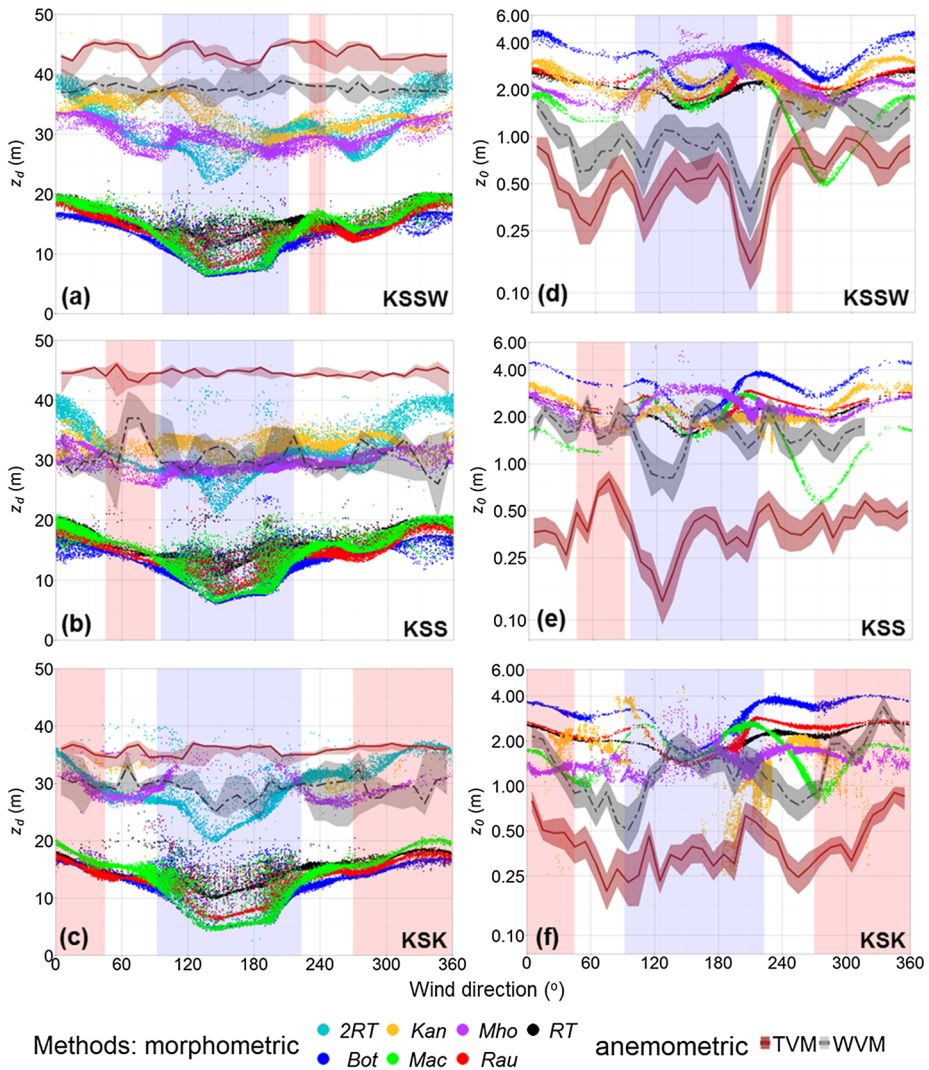 50
40
30
20
10
0
z_d (m)
(a)
KSSW
6.00
4.00
2.00
1.00
0.50
0.25
0.10
z_0 (m)
(d)
KSSW
50
40
30
20
10
0
z_d (m)
(b)
KSS
6.00
4.00
2.00
1.00
0.50
0.25
0.10
z_0 (m)
(e)
KSS
50
40
30
20
10
0
z_d (m)
(c)
KSK
0 60 120 180 240 300 360
6.00
4.00
2.00
1.00
0.50
0.25
0.10
z_0 (m)
(f)
KSK
0 60 120 180 240 300 360
Wind direction (o)
Methods: morphometric 2RT Kan Mho RT anemometric TVM WVM
Bot Mac Rau